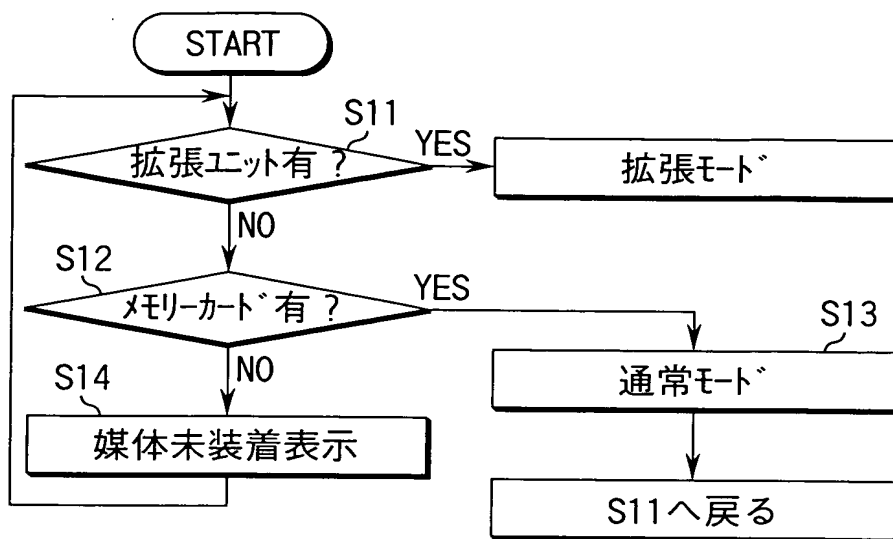 START
S11
拡張ユニット有？
YES
拡張モード
NO
S12
メモリーカード有？
YES
S13
通常モード
NO
S14
媒体未装着表示
S11へ戻る